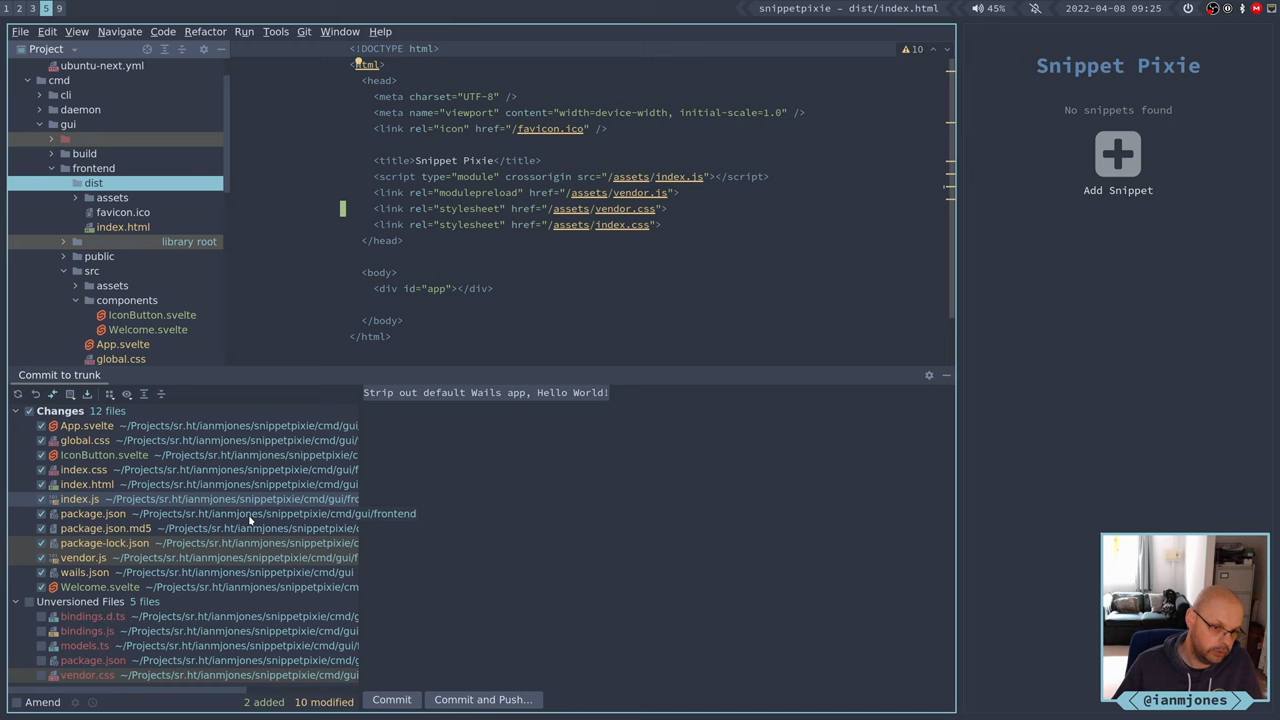 1 2 3 5 9
snippetpixie – dist/index.html
45%
2022-04-08 09:25
File Edit View Navigate Code Refactor Run Tools Git Window Help
Project
ubuntu-next.yml
cmd
cli
daemon
gui
build
frontend
dist
assets
favicon.ico
index.html
library root
public
src
assets
components
IconButton.svelte
Welcome.svelte
App.svelte
global.css
<!DOCTYPE html>
<html>
<head>
<meta charset="UTF-8" />
<meta name="viewport" content="width=device-width, initial-scale=1.0" />
<link rel="icon" href="/favicon.ico" />
<title>Snippet Pixie</title>
<script type="module" crossorigin src="/assets/index.js"></script>
<link rel="modulepreload" href="/assets/vendor.js">
<link rel="stylesheet" href="/assets/vendor.css">
<link rel="stylesheet" href="/assets/index.css">
</head>
<body>
<div id="app"></div>
</body>
</html>
10
Snippet Pixie
No snippets found
Add Snippet
Commit to trunk
Strip out default Wails app, Hello World!
Changes 12 files
App.svelte ~/Projects/sr.ht/ianmjones/snippetpixie/cmd/gui
global.css ~/Projects/sr.ht/ianmjones/snippetpixie/cmd/gui/
IconButton.svelte ~/Projects/sr.ht/ianmjones/snippetpixie/
index.css ~/Projects/sr.ht/ianmjones/snippetpixie/cmd/gui/f
index.html ~/Projects/sr.ht/ianmjones/snippetpixie/cmd/gui/
index.js ~/Projects/sr.ht/ianmjones/snippetpixie/cmd/gui/fro
package.json ~/Projects/sr.ht/ianmjones/snippetpixie/cmd/gui/frontend
package.json.md5 ~/Projects/sr.ht/ianmjones/snippetpixie/c
package-lock.json ~/Projects/sr.ht/ianmjones/snippetpixie/c
vendor.js ~/Projects/sr.ht/ianmjones/snippetpixie/cmd/gui/f
wails.json ~/Projects/sr.ht/ianmjones/snippetpixie/cmd/gui
Welcome.svelte ~/Projects/sr.ht/ianmjones/snippetpixie/cm
Unversioned Files 5 files
bindings.d.ts ~/Projects/sr.ht/ianmjones/snippetpixie/cmd/
bindings.js ~/Projects/sr.ht/ianmjones/snippetpixie/cmd/gui
models.ts ~/Projects/sr.ht/ianmjones/snippetpixie/cmd/gui/
package.json ~/Projects/sr.ht/ianmjones/snippetpixie/cmd/g
vendor.css ~/Projects/sr.ht/ianmjones/snippetpixie/cmd/gui
Amend
2 added 10 modified
Commit
Commit and Push...
@ianmjones